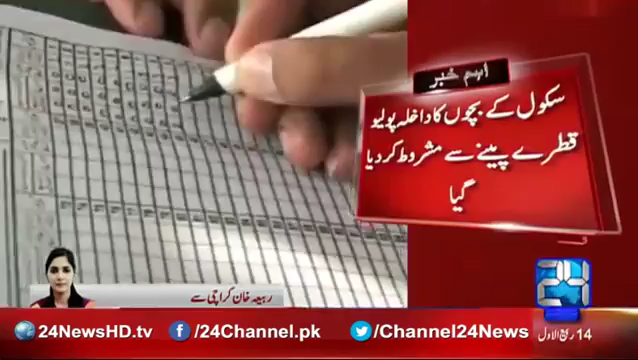 اہم خبر
سکول کے بچوں کا داخلہ پولیو
قطرے پینے سے مشروط کر دیا
گیا
ربیعہ خان کراچی سے
24
14 ربیع الاول
24NewsHD.tv /24Channel.pk Channel24News